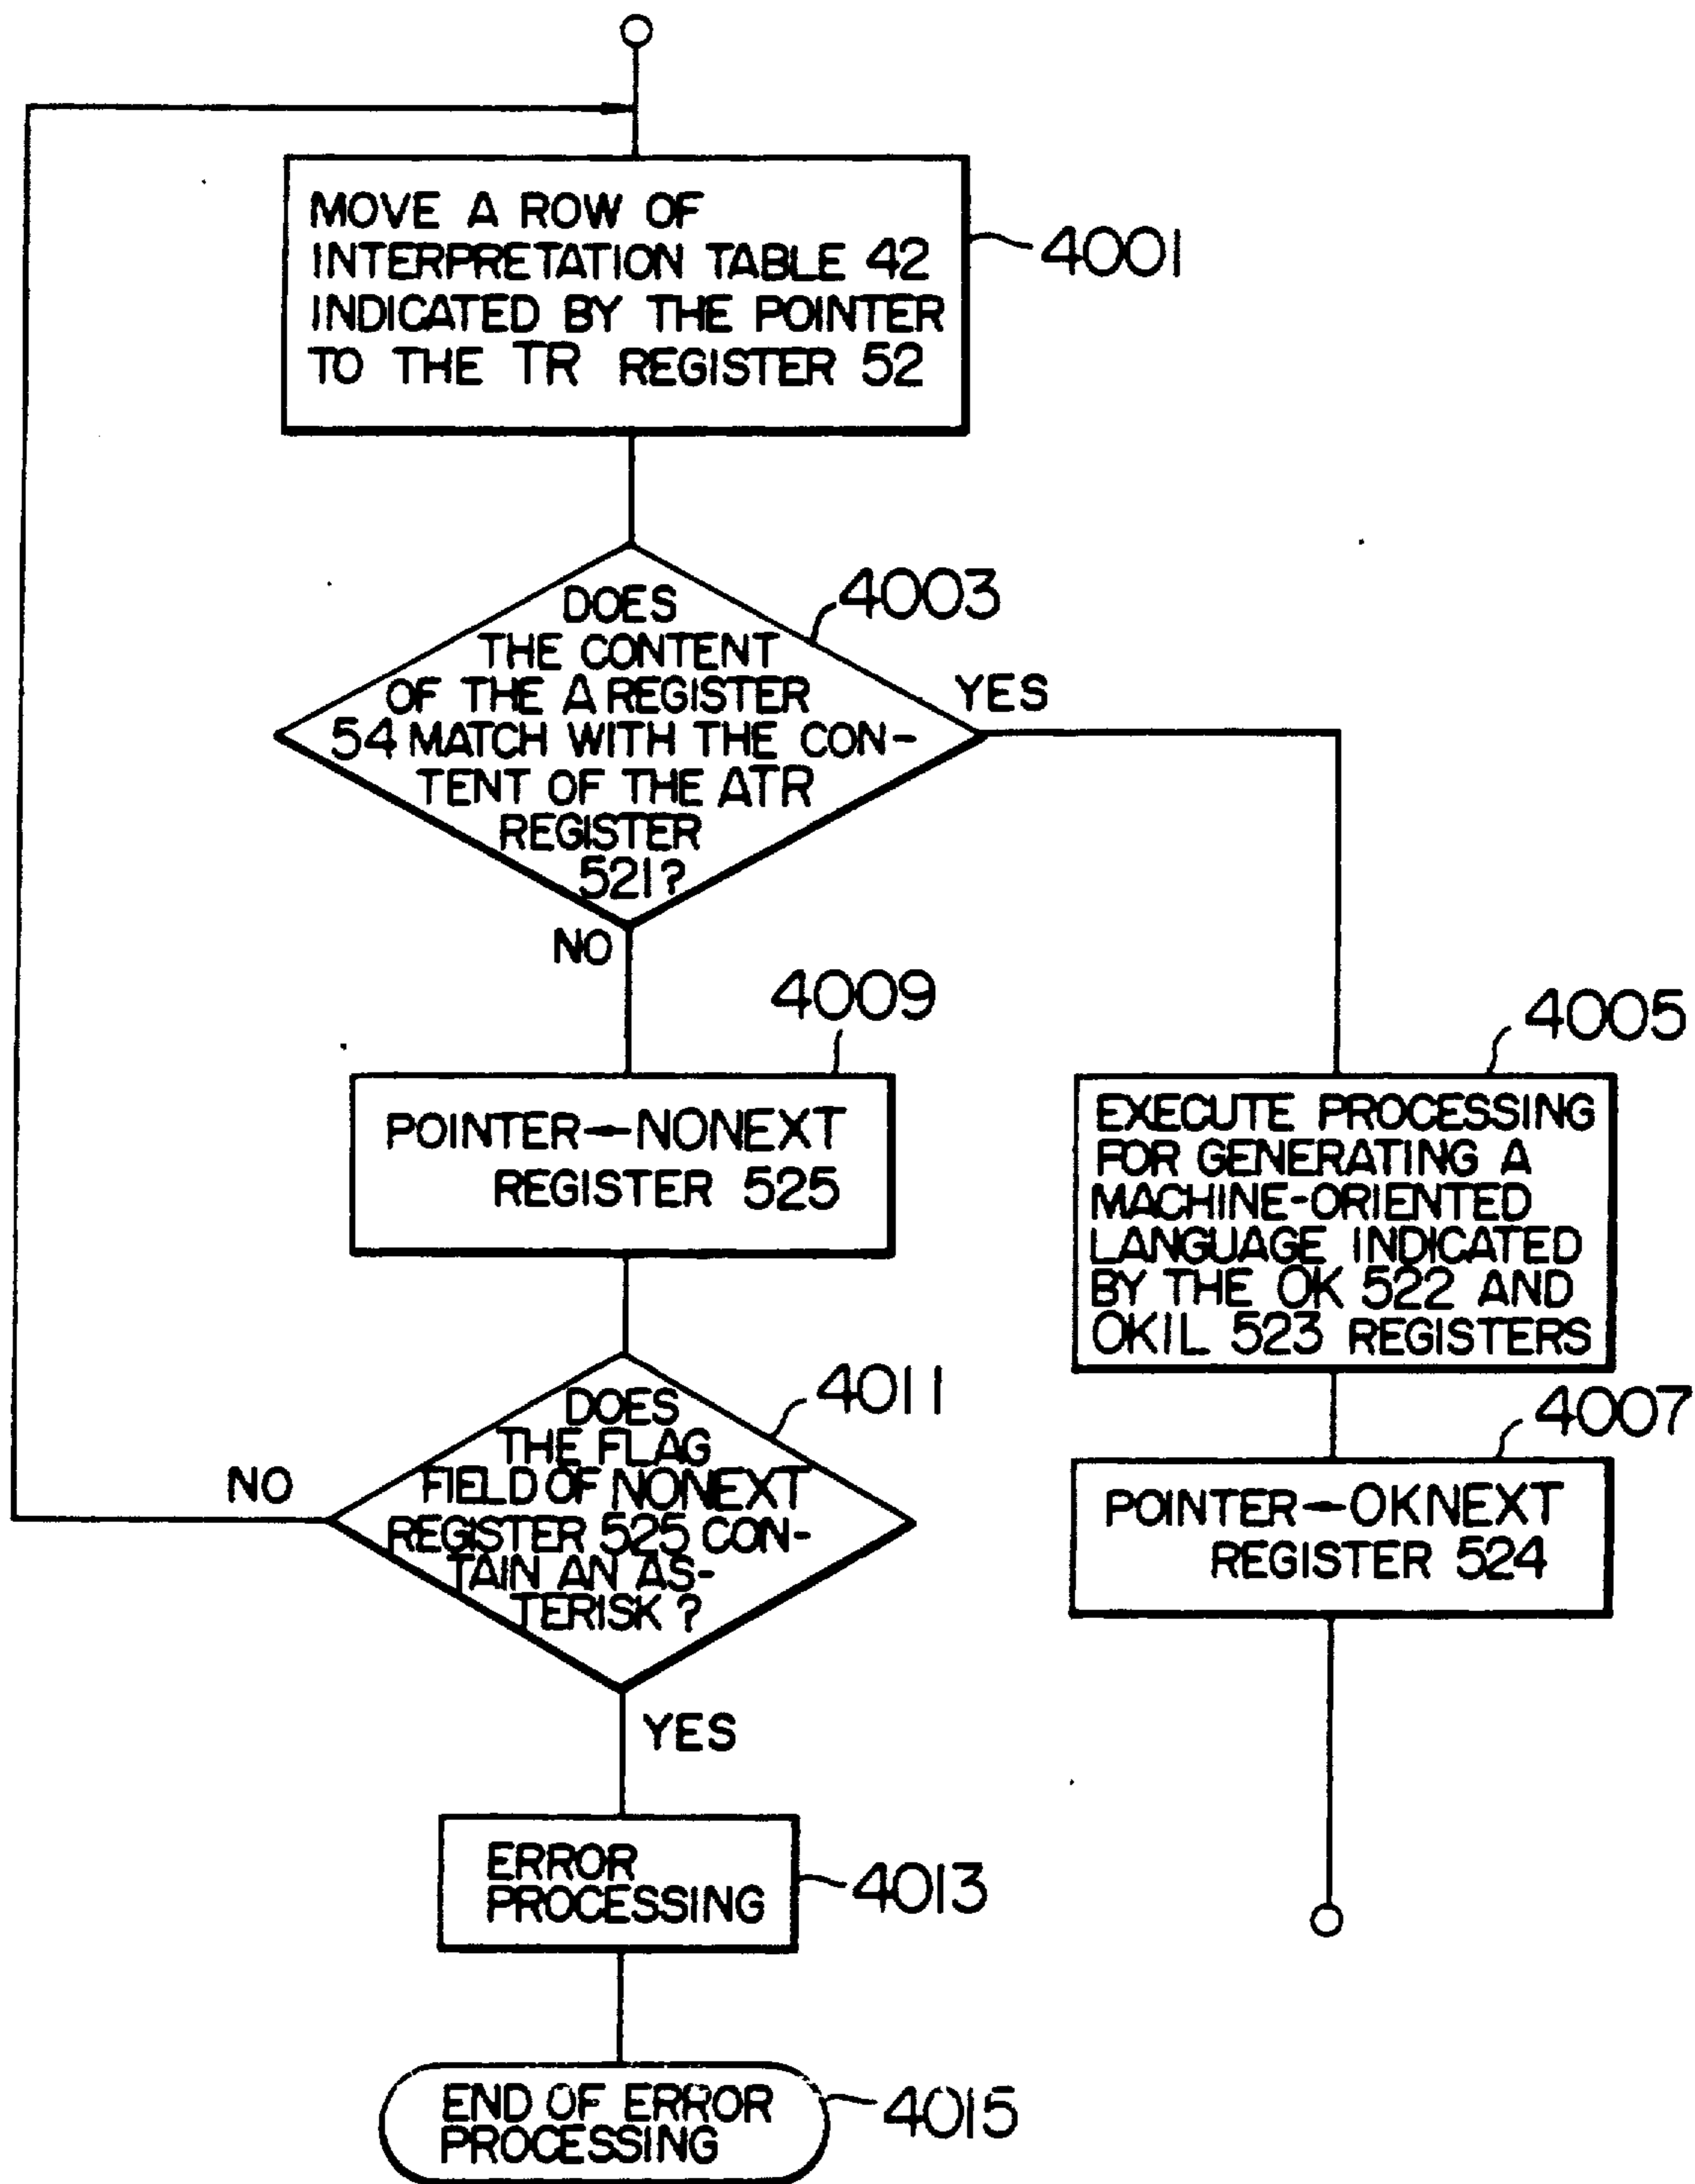 MOVE A ROW OF
INTERPRETATION TABLE 42
INDICATED BY THE POINTER
TO THE TR REGISTER 52
4001
DOES
THE CONTENT
OF THE A REGISTER
54 MATCH WITH THE CON-
TENT OF THE ATR
REGISTER
521?
4003
YES
NO
4009
POINTER←NONEXT
REGISTER 525
4005
EXECUTE PROCESSING
FOR GENERATING A
MACHINE-ORIENTED
LANGUAGE INDICATED
BY THE OK 522 AND
OKIL 523 REGISTERS
4007
POINTER←OKNEXT
REGISTER 524
4011
DOES
THE FLAG
FIELD OF NONEXT
REGISTER 525 CON-
TAIN AN AS-
TERISK ?
NO
YES
ERROR
PROCESSING
4013
END OF ERROR
PROCESSING
4015